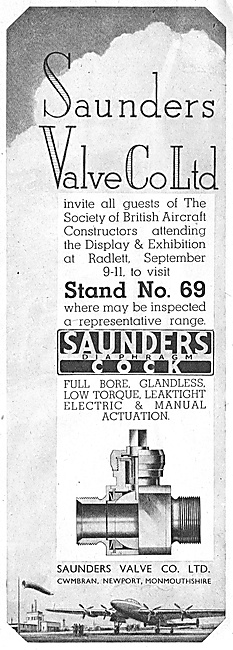 Saunders
Valve Co Ltd
invite all guests of The
Society of British Aircraft
Constructors attending
the Display & Exhibition
at Radlett, September
9-11, to visit
Stand No. 69
where may be inspected
a representative range.
SAUNDERS
DIAPHRAGM
COCK
FULL BORE, GLANDLESS,
LOW TORQUE, LEAKTIGHT
ELECTRIC & MANUAL
ACTUATION.
SAUNDERS VALVE CO. LTD.
CWMBRAN, NEWPORT, MONMOUTHSHIRE